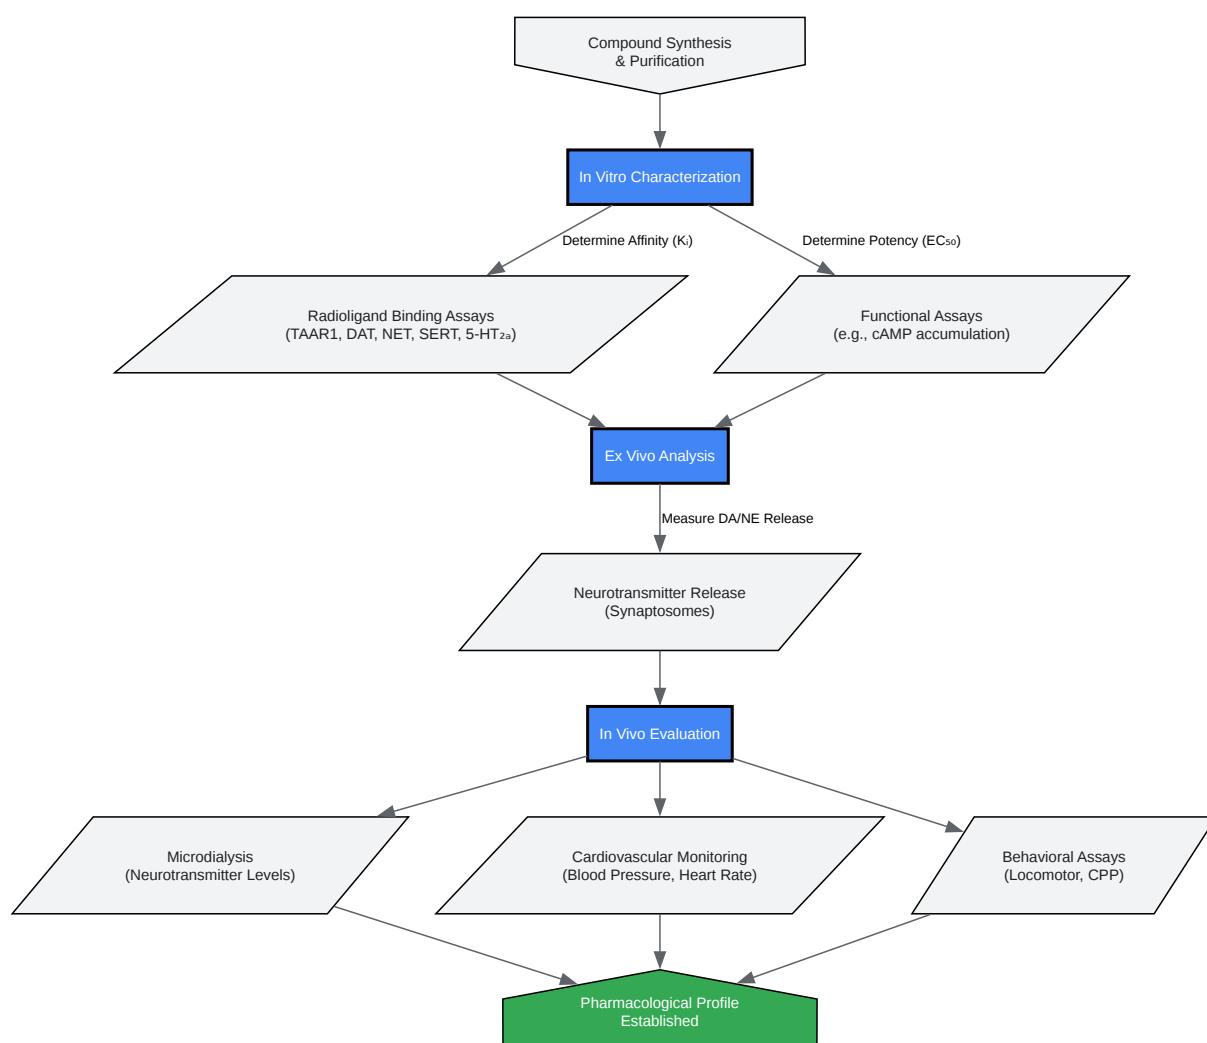 Compound Synthesis
& Purification
In Vitro Characterization
Determine Affinity (Kᵢ)
Determine Potency (EC₅₀)
Radioligand Binding Assays
(TAAR1, DAT, NET, SERT, 5-HT₂ₐ)
Functional Assays
(e.g., cAMP accumulation)
Ex Vivo Analysis
Measure DA/NE Release
Neurotransmitter Release
(Synaptosomes)
In Vivo Evaluation
Microdialysis
(Neurotransmitter Levels)
Cardiovascular Monitoring
(Blood Pressure, Heart Rate)
Behavioral Assays
(Locomotor, CPP)
Pharmacological Profile
Established